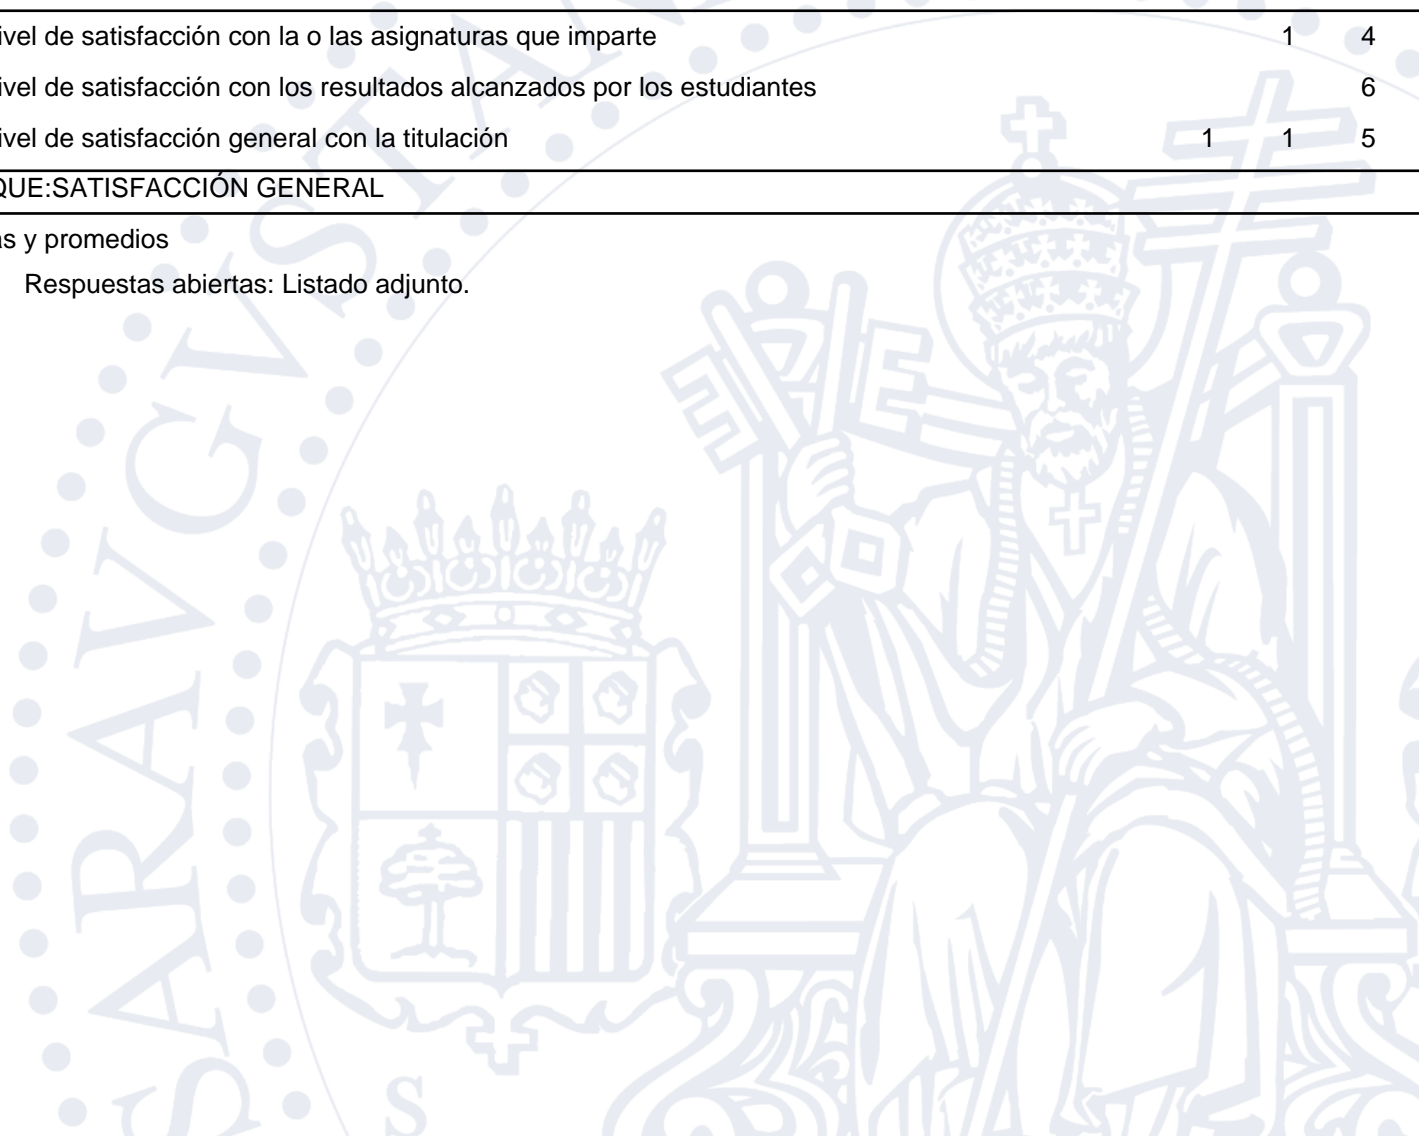 ivel de satisfacción con la o las asignaturas que imparte 1 4
ivel de satisfacción con los resultados alcanzados por los estudiantes 6
ivel de satisfacción general con la titulación 1 1 5
QUE:SATISFACCIÓN GENERAL
as y promedios
Respuestas abiertas: Listado adjunto.
SARAVGVSTAN
S